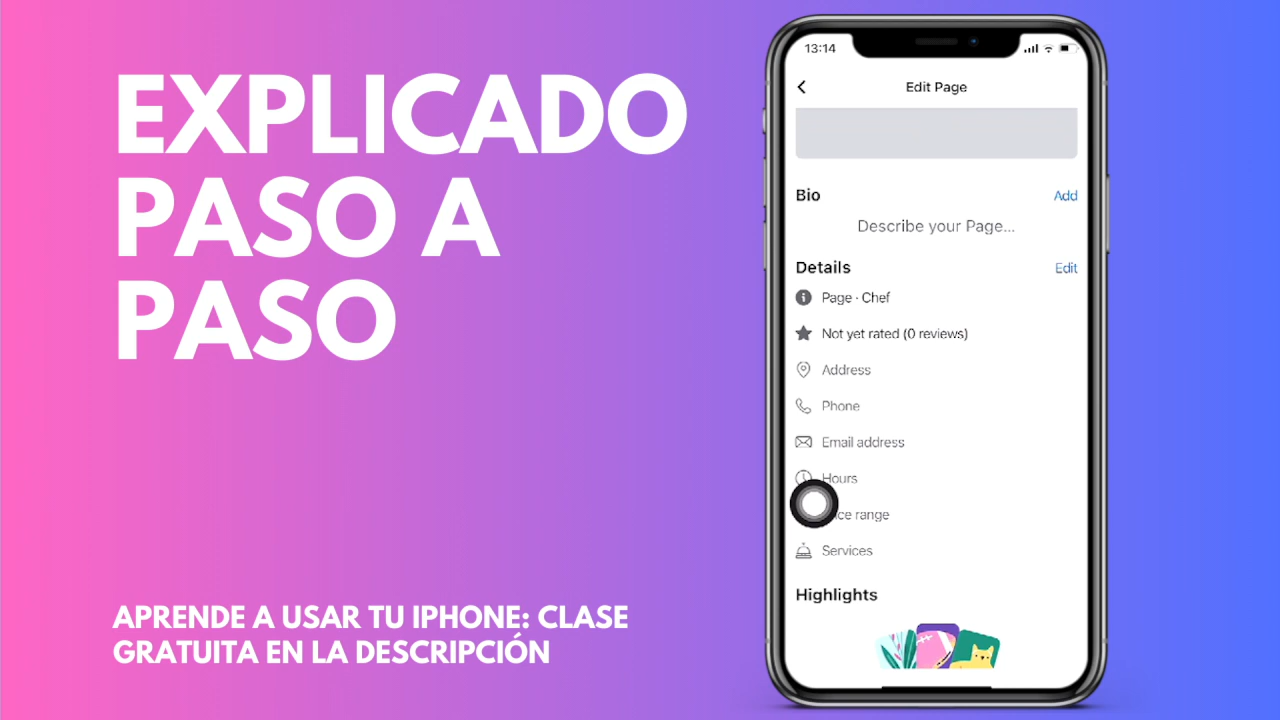 EXPLICADO
PASO A
PASO
APRENDE A USAR TU IPHONE: CLASE
GRATUITA EN LA DESCRIPCIÓN
13:14
Edit Page
Bio
Add
Describe your Page...
Details
Edit
Page · Chef
Not yet rated (0 reviews)
Address
Phone
Email address
Hours
range
Services
Highlights